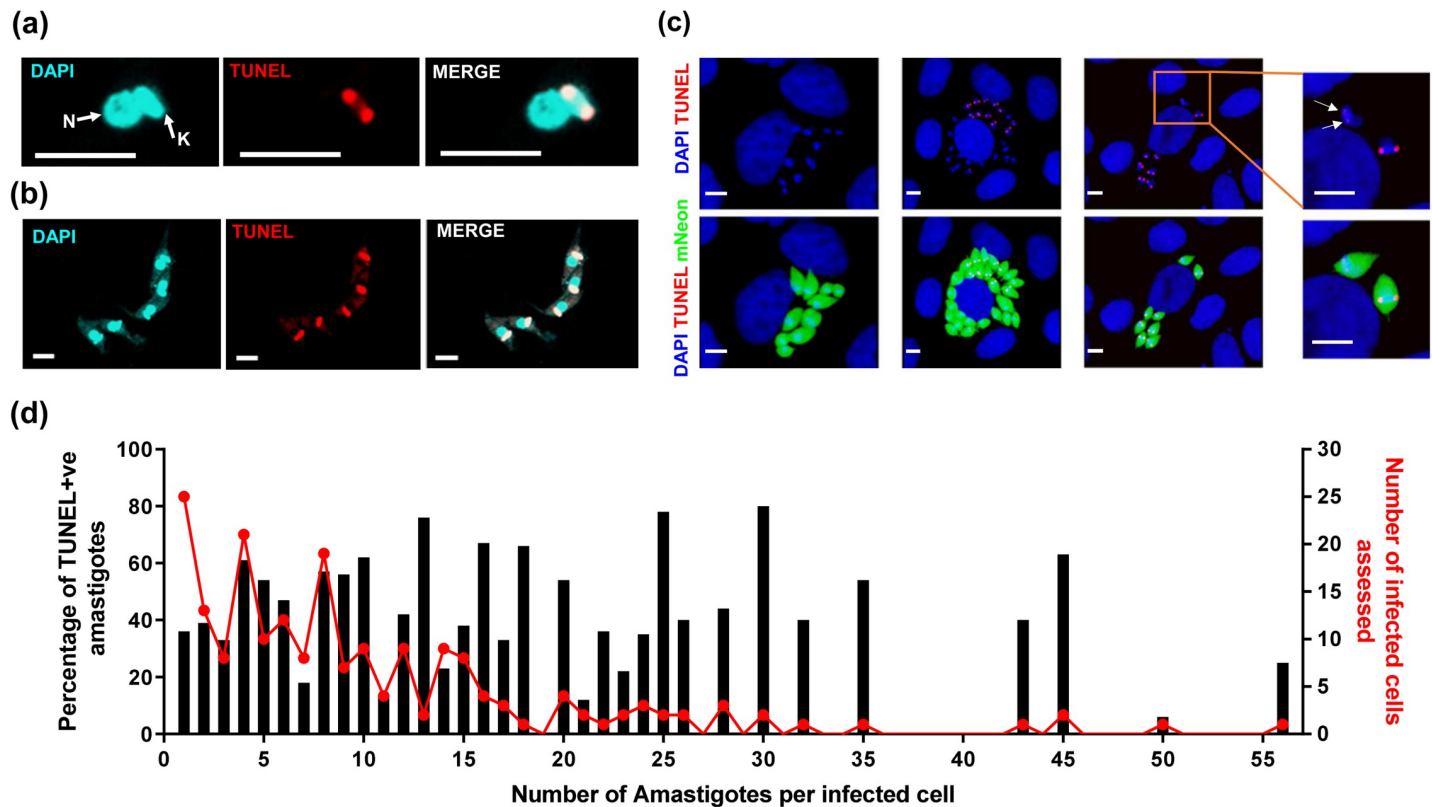 (a)
DAPI
N
K
TUNEL
MERGE
(b)
DAPI
TUNEL
MERGE
(c)
DAPI TUNEL
DAPI TUNEL mNeon
(d)
Percentage of TUNEL+ve
amastigotes
100
80
60
40
20
0
0 5 10 15 20 25 30 35 40 45 50 55
Number of Amastigotes per infected cell
30
25
20
15
10
5
0
Number of infected cells
assessed